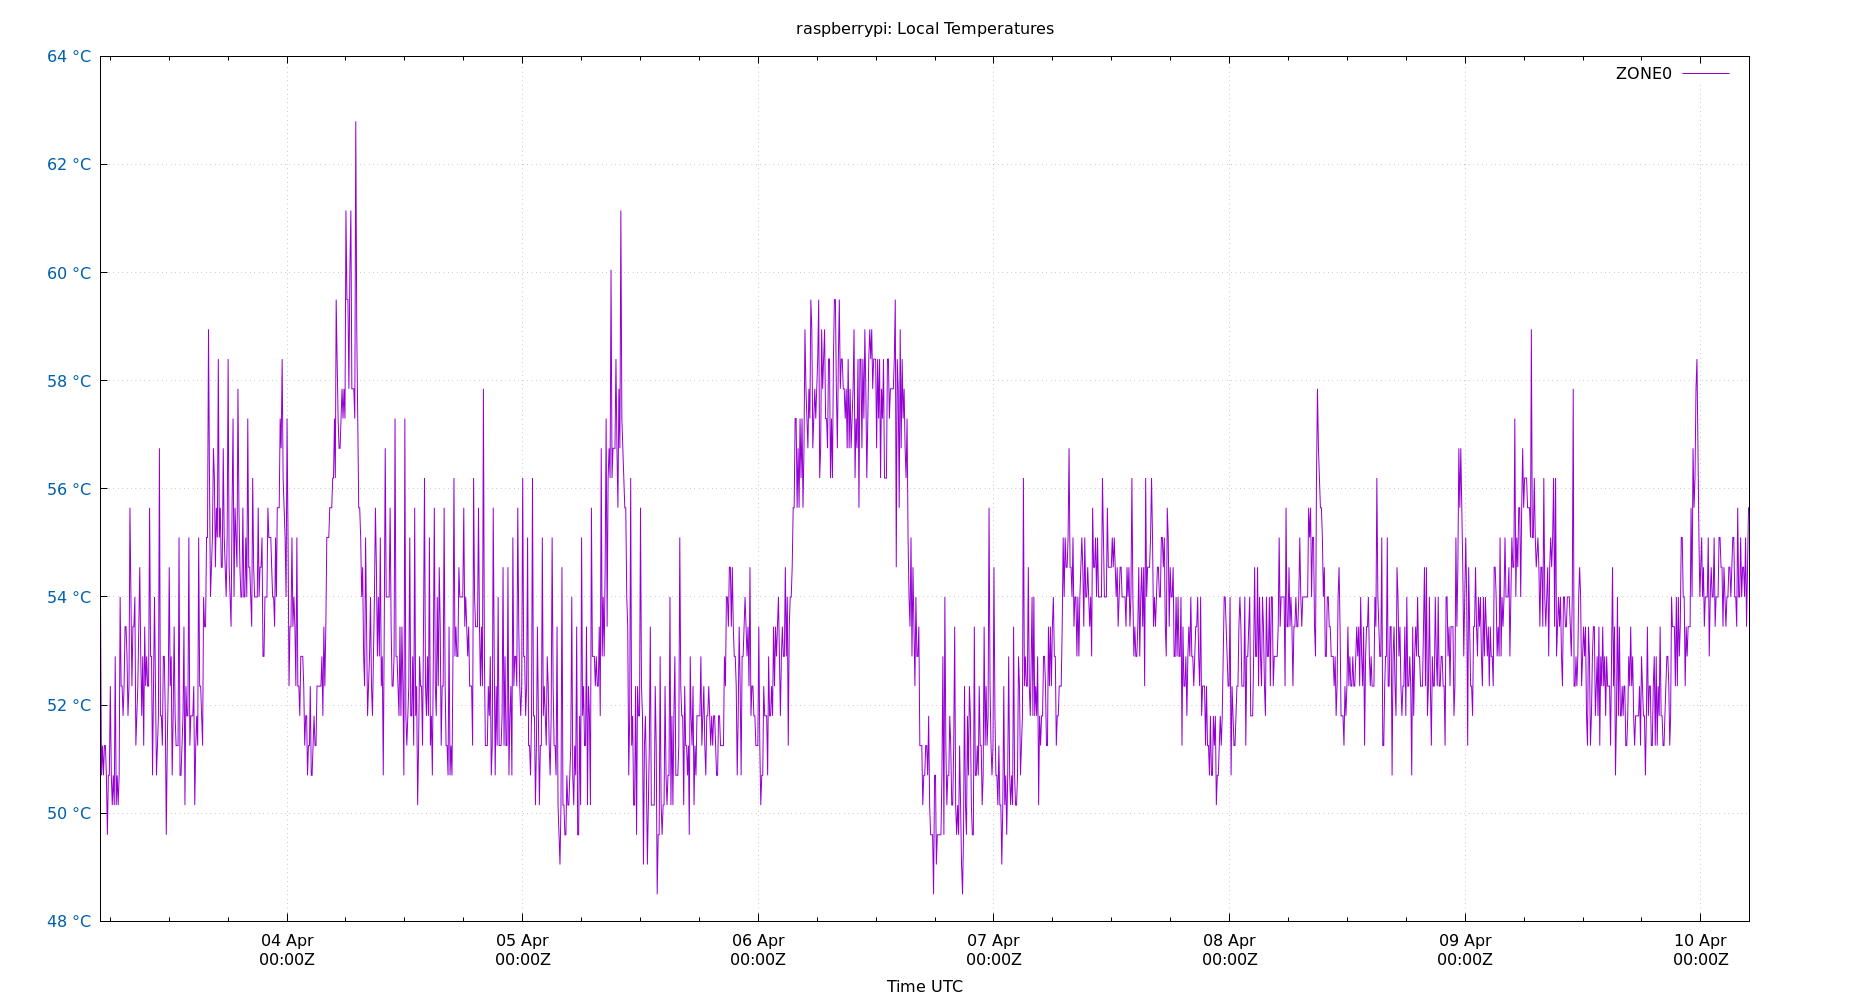 raspberrypi: Local Temperatures
ZONE0
64 °C
62 °C
60 °C
58 °C
56 °C
54 °C
52 °C
50 °C
48 °C
04 Apr
00:00Z
05 Apr
00:00Z
06 Apr
00:00Z
07 Apr
00:00Z
08 Apr
00:00Z
09 Apr
00:00Z
10 Apr
00:00Z
Time UTC